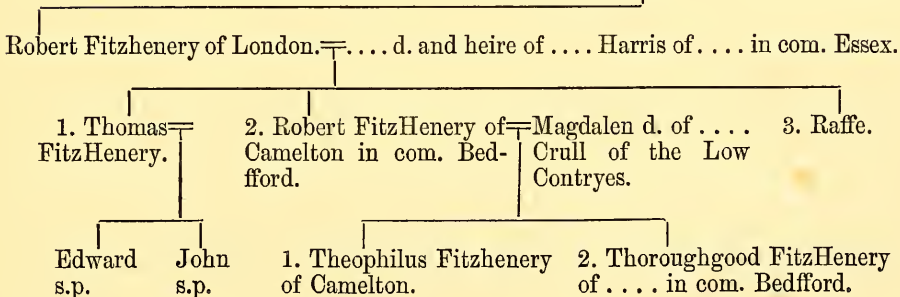 Robert Fitzhenery of London.=.... d. and heire of .... Harris of .... in com. Essex.
1. Thomas=
FitzHenery.
2. Robert FitzHenery of=Magdalen d. of ....
Camelton in com. Bed-
fford.
Crull of the Low
Contryes.
3. Raffe.
Edward
s.p.
John
s.p.
1. Theophilus Fitzhenery
of Camelton.
2. Thoroughgood FitzHenery
of .... in com. Bedfford.